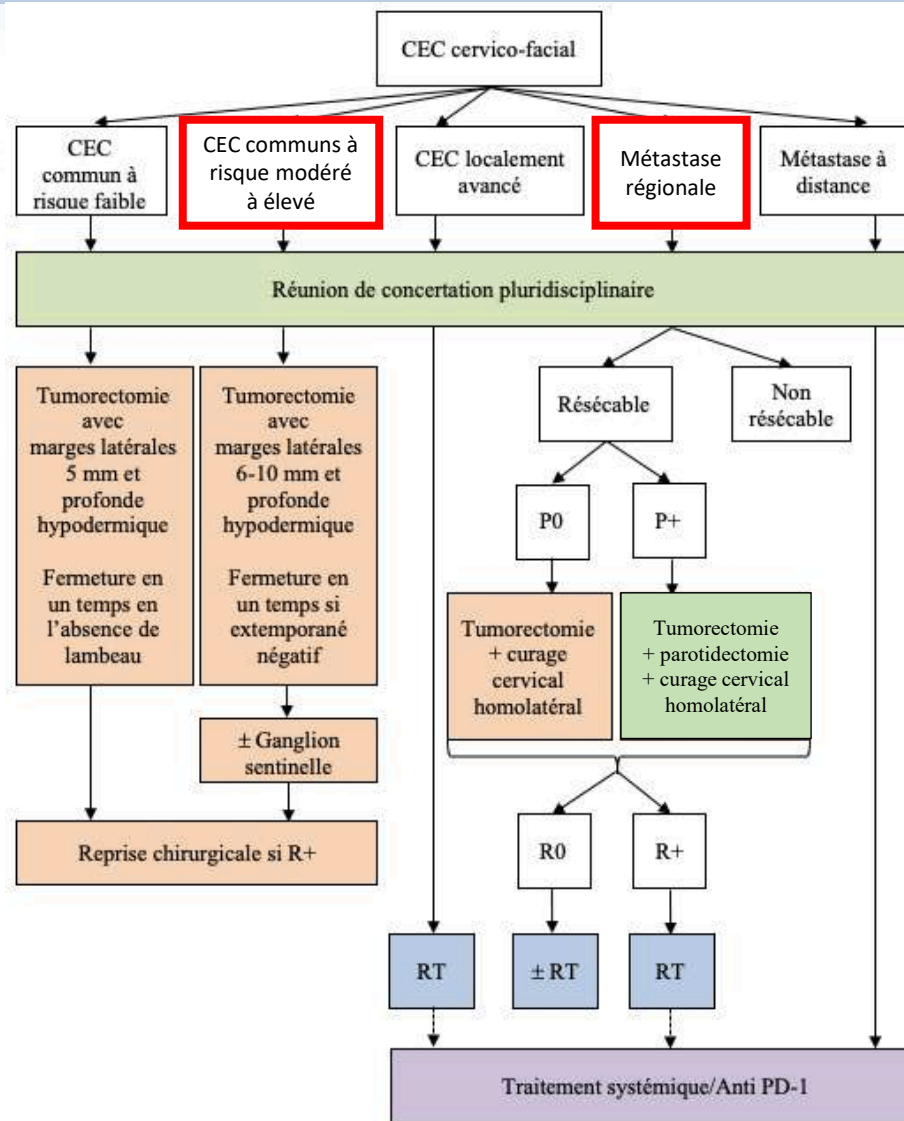 CEC cervico-facial
CEC
commun à
risque faible
CEC communs à
risque modéré
à élevé
CEC localement
avancé
Métastase
régionale
Métastase à
distance
Réunion de concertation pluridisciplinaire
Tumorectomie
avec
marges latérales
5 mm et
profonde
hypodermique
Fermeture en
un temps en
l’absence de
lambeau
Tumorectomie
avec
marges latérales
6-10 mm et
profonde
hypodermique
Fermeture en
un temps si
extemporané
négatif
± Ganglion
sentinelle
Reprise chirurgicale si R+
Résécable
Non
résécable
P0
P+
Tumorectomie
+ curage
cervical
homolatéral
Tumorectomie
+ parotidectomie
+ curage cervical
homolatéral
R0
R+
RT
± RT
RT
Traitement systémique/Anti PD-1